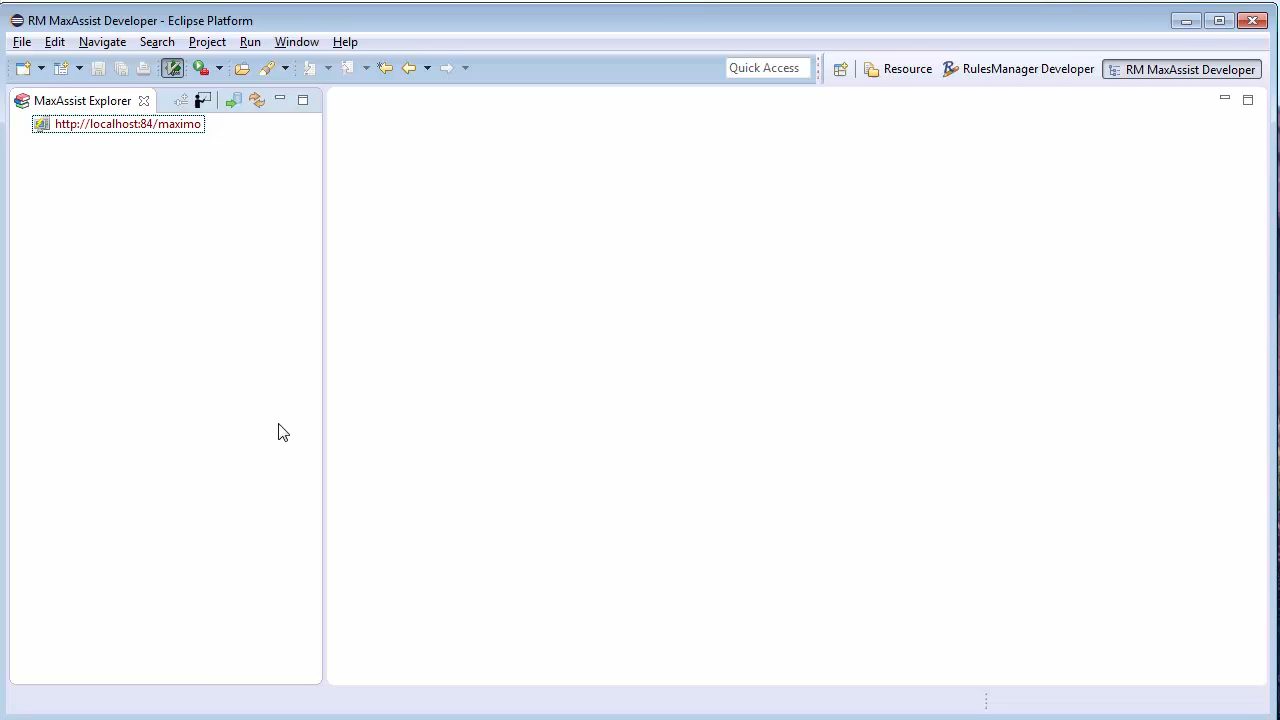 RM MaxAssist Developer - Eclipse Platform
File Edit Navigate Search Project Run Window Help
Quick Access Resource RulesManager Developer RM MaxAssist Developer
MaxAssist Explorer
http://localhost:84/maximo